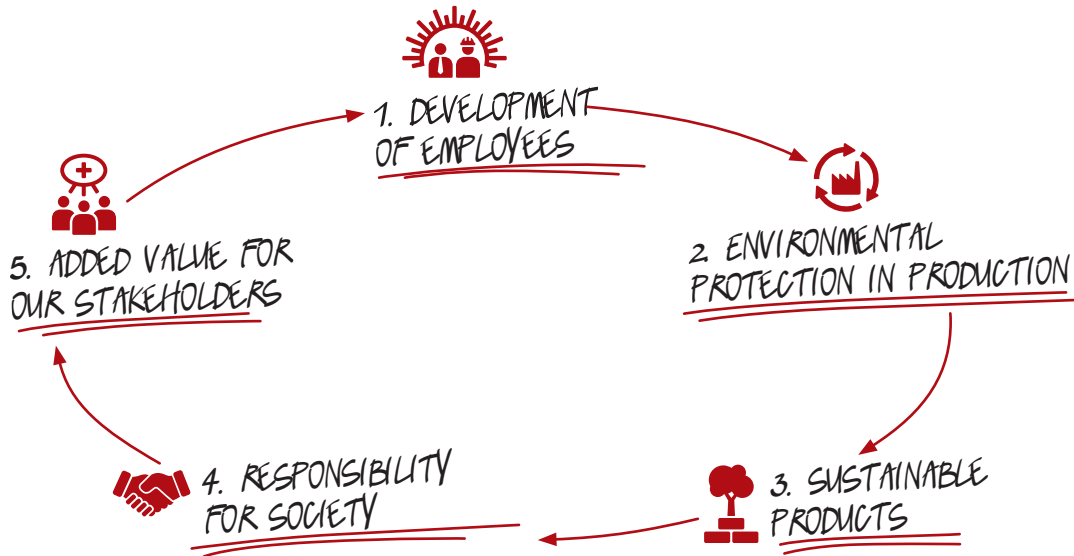 1. DEVELOPMENT
OF EMPLOYEES
2. ENVIRONMENTAL
PROTECTION IN PRODUCTION
3. SUSTAINABLE
PRODUCTS
4. RESPONSIBILITY
FOR SOCIETY
5. ADDED VALUE FOR
OUR STAKEHOLDERS